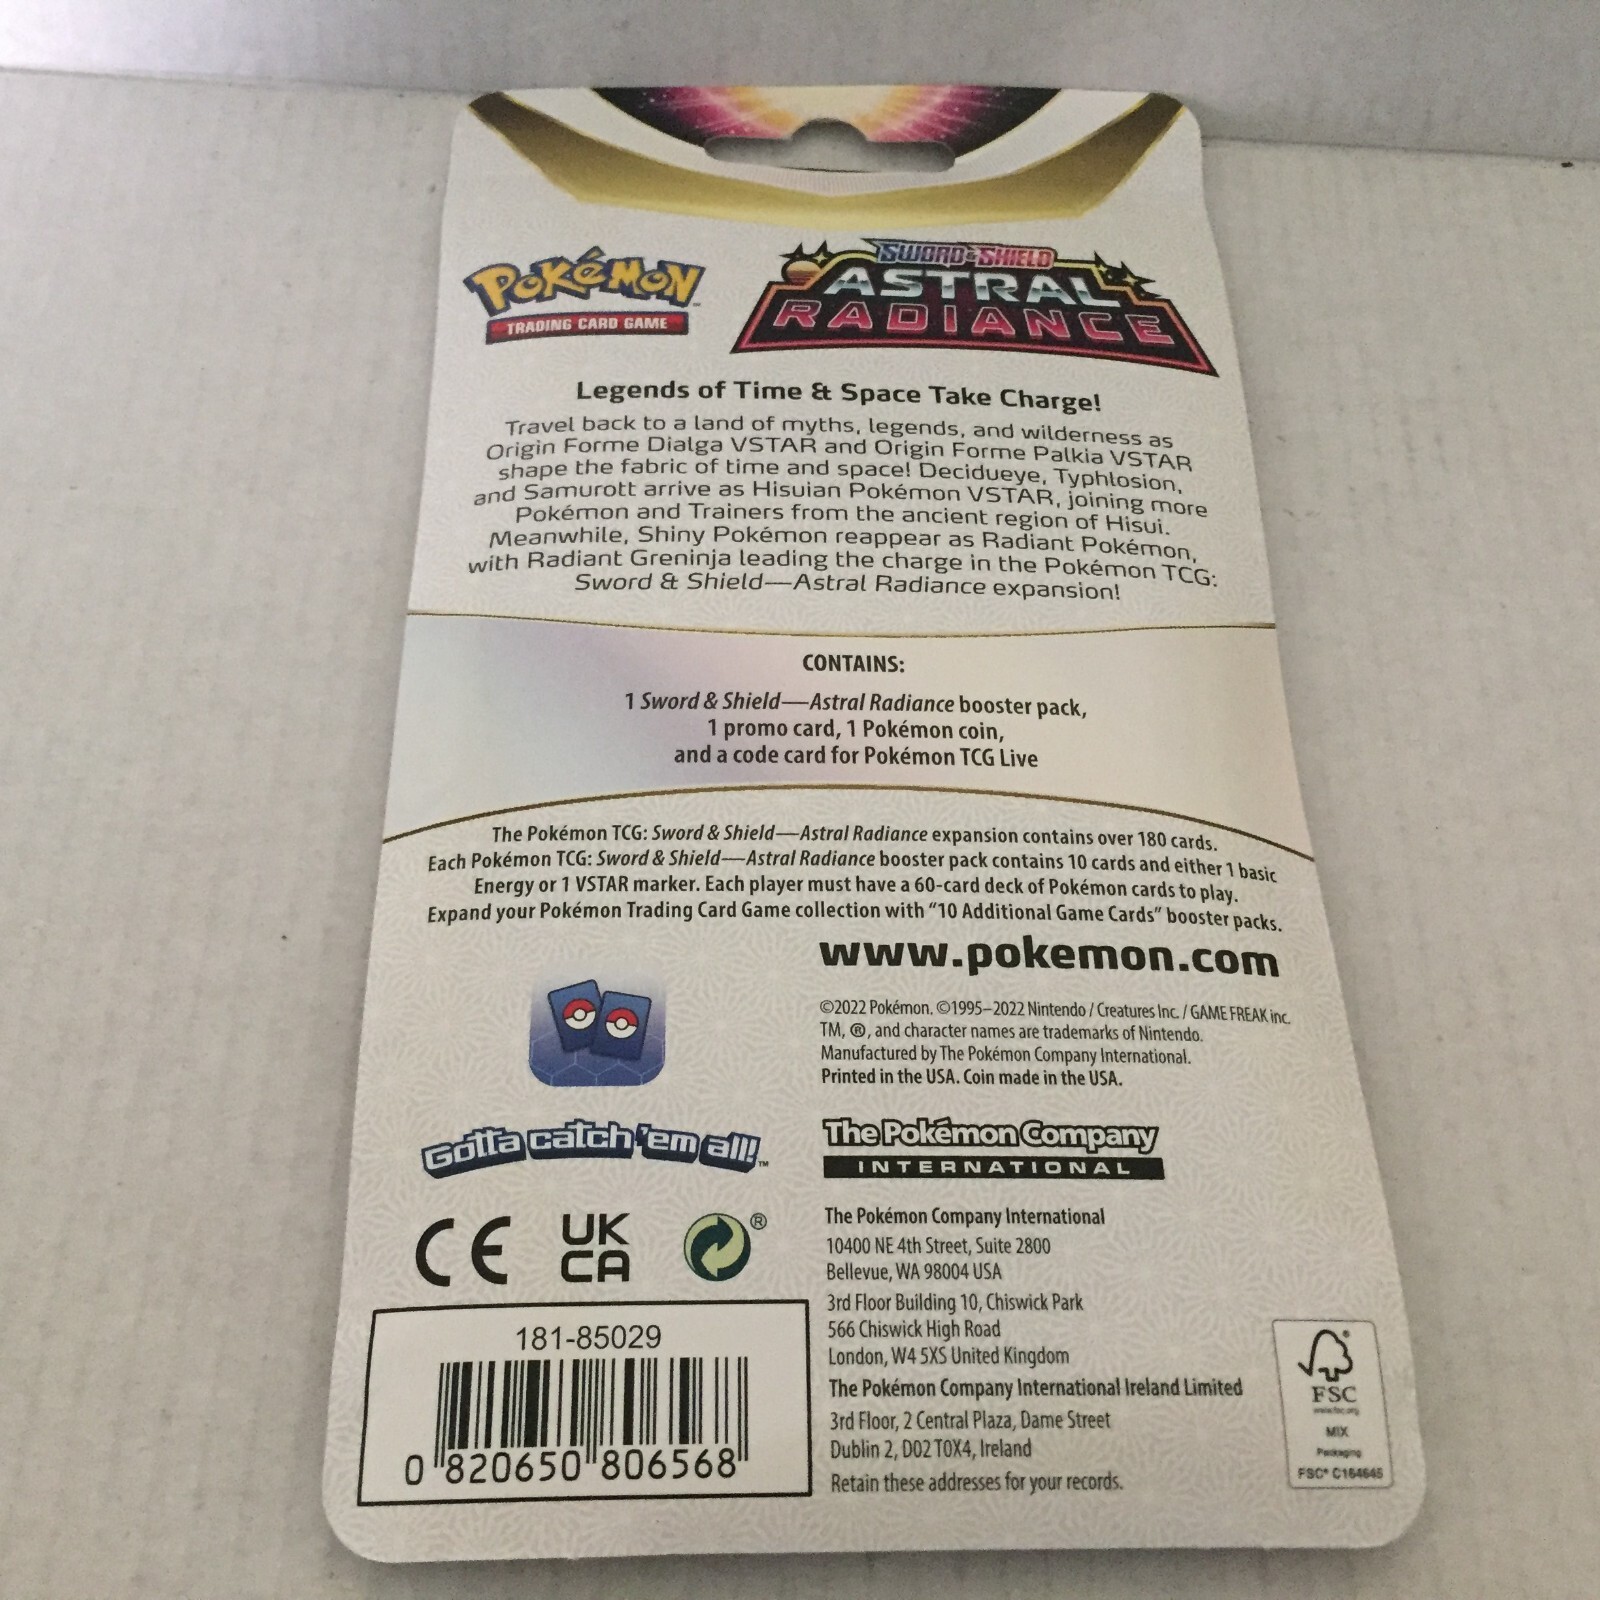 Pokémon
TRADING CARD GAME
SWORD & SHIELD
ASTRAL
RADIANCE
Legends of Time & Space Take Charge!
Travel back to a land of myths, legends, and wilderness as
Origin Forme Dialga VSTAR and Origin Forme Palkia VSTAR
shape the fabric of time and space! Decidueye, Typhlosion,
and Samurott arrive as Hisuian Pokémon VSTAR, joining more
Pokémon and Trainers from the ancient region of Hisui.
Meanwhile, Shiny Pokémon reappear as Radiant Pokémon,
with Radiant Greninja leading the charge in the Pokémon TCG:
Sword & Shield—Astral Radiance expansion!
CONTAINS:
1 Sword & Shield—Astral Radiance booster pack,
1 promo card, 1 Pokémon coin,
and a code card for Pokémon TCG Live
The Pokémon TCG: Sword & Shield—Astral Radiance expansion contains over 180 cards.
Each Pokémon TCG: Sword & Shield—Astral Radiance booster pack contains 10 cards and either 1 basic
Energy or 1 VSTAR marker. Each player must have a 60-card deck of Pokémon cards to play.
Expand your Pokémon Trading Card Game collection with “10 Additional Game Cards” booster packs.
www.pokemon.com
©2022 Pokémon. ©1995–2022 Nintendo / Creatures Inc. / GAME FREAK inc.
TM, ®, and character names are trademarks of Nintendo.
Manufactured by The Pokémon Company International.
Printed in the USA. Coin made in the USA.
Gotta catch 'em all!™
The Pokémon Company
INTERNATIONAL
CE
UK
CA
®
The Pokémon Company International
10400 NE 4th Street, Suite 2800
Bellevue, WA 98004 USA
3rd Floor Building 10, Chiswick Park
566 Chiswick High Road
London, W4 5XS United Kingdom
The Pokémon Company International Ireland Limited
3rd Floor, 2 Central Plaza, Dame Street
Dublin 2, D02 T0X4, Ireland
Retain these addresses for your records.
181-85029
0 820650 806568
FSC
www.fsc.org
MIX
Packaging
FSC® C164645